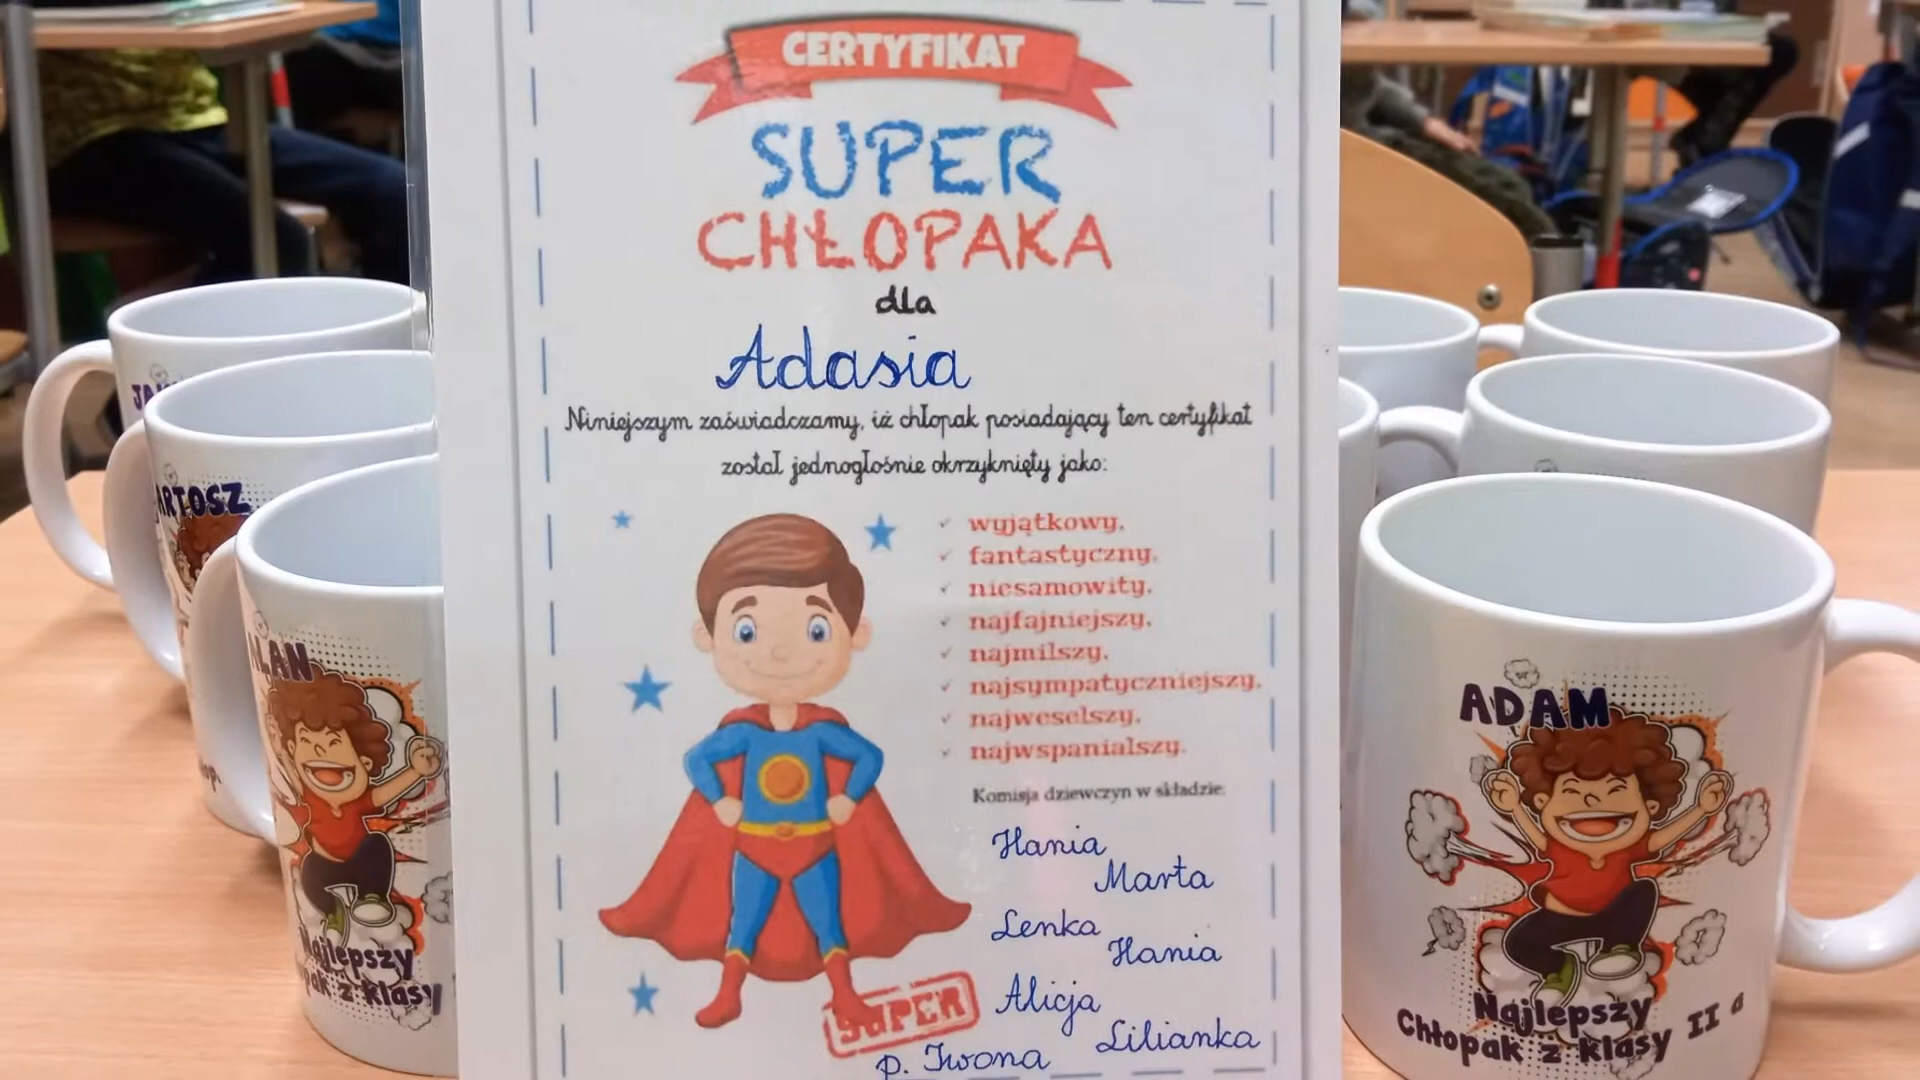 CERTYFIKAT
SUPER
CHŁOPAKA
dla
Adasia
Niniejszym zaświadczamy, iż chłopak posiadający ten certyfikat
został jednogłośnie okrzyknięty jako:
wyjątkowy,
fantastyczny,
niesamowity,
najfajniejszy,
najmilszy,
najsympatyczniejszy,
najweselszy,
najwspanialszy.
Komisja dziewczyn w składzie:
Hania
Marta
Lenka
Hania
Alicja
Lilianka
p. Iwona
SUPER
ARTOSZ
ALAN
Najlepszy
pak z klasy
ADAM
Najlepszy
Chłopak z klasy II a